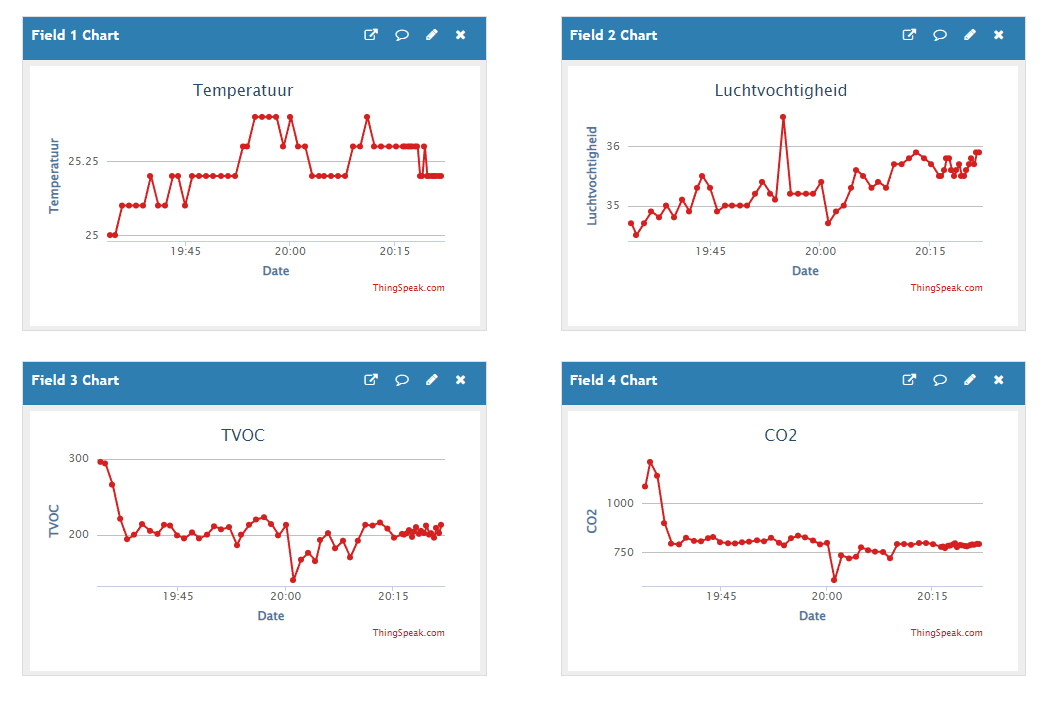 Field 1 Chart
Temperatuur
Temperatuur
25.25
25
19:45 20:00 20:15
Date
ThingSpeak.com
Field 2 Chart
Luchtvochtigheid
Luchtvochtigheid
36
35
19:45 20:00 20:15
Date
ThingSpeak.com
Field 3 Chart
TVOC
TVOC
300
200
19:45 20:00 20:15
Date
ThingSpeak.com
Field 4 Chart
CO2
CO2
1000
750
19:45 20:00 20:15
Date
ThingSpeak.com